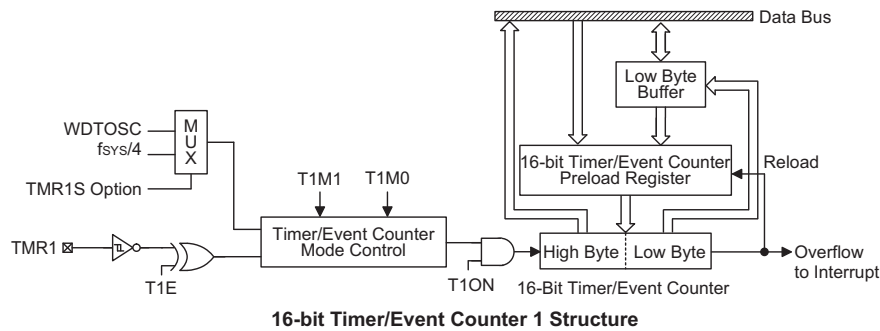 Data Bus
Low Byte
Buffer
WDTOSC
fSYS/4
TMR1S Option
M
U
X
T1M1
T1M0
16-bit Timer/Event Counter
Preload Register
Reload
TMR1
T1E
Timer/Event Counter
Mode Control
T1ON
High Byte
Low Byte
Overflow
to Interrupt
16-Bit Timer/Event Counter
16-bit Timer/Event Counter 1 Structure